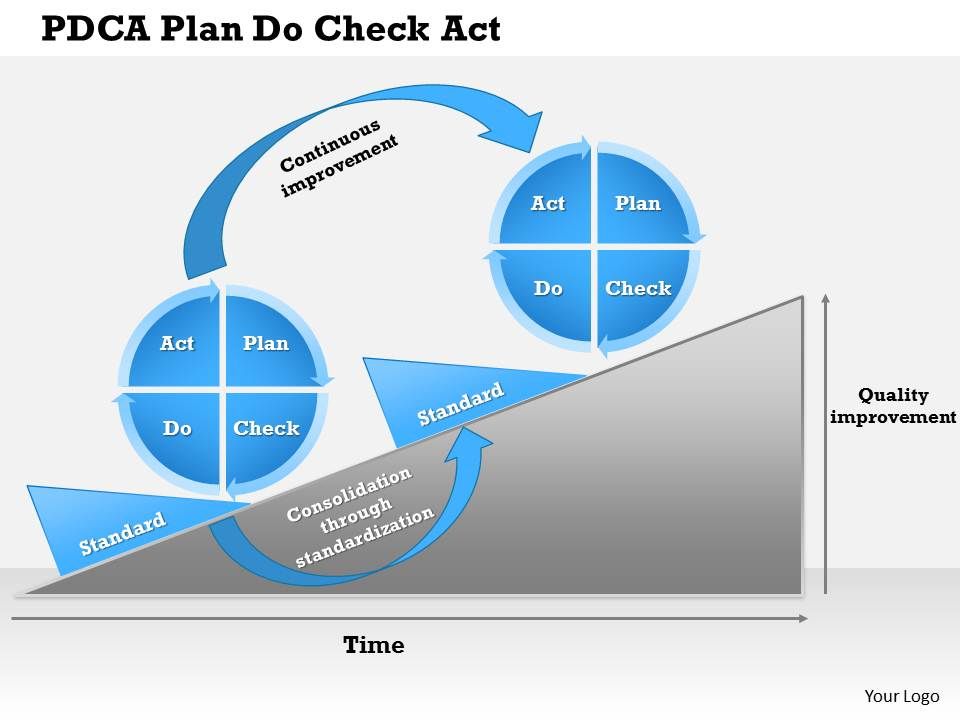 PDCA Plan Do Check Act
Continuous
improvement
Act Plan
Do Check
Act Plan
Do Check
Standard
Standard
Consolidation
through
standardization
Quality
improvement
Time
Your Logo